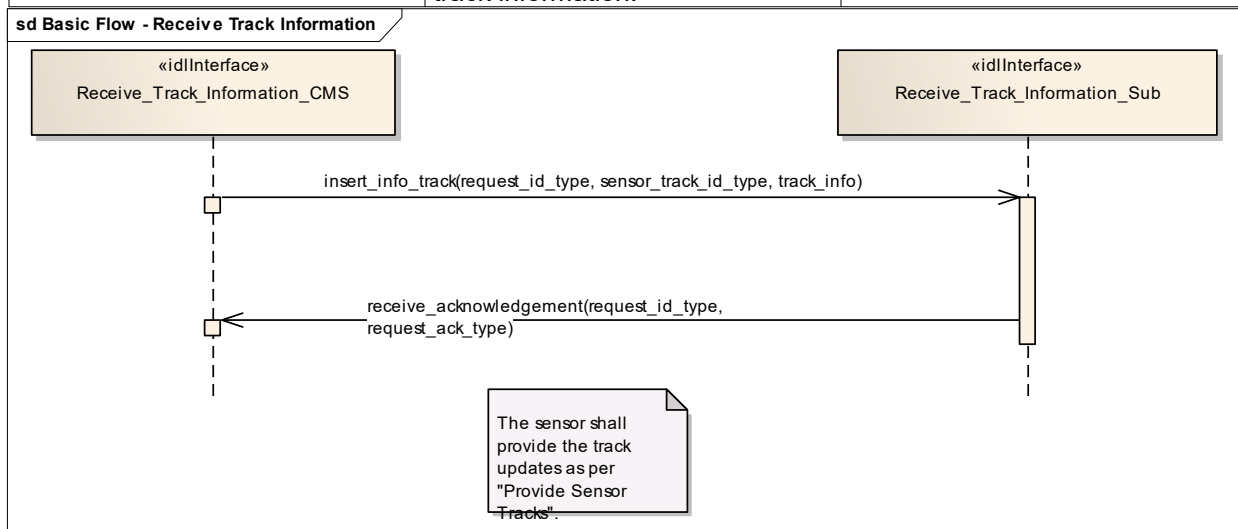 track information.
sd Basic Flow - Receive Track Information
«idlInterface»
Receive_Track_Information_CMS
«idlInterface»
Receive_Track_Information_Sub
insert_info_track(request_id_type, sensor_track_id_type, track_info)
receive_acknowledgement(request_id_type,
request_ack_type)
The sensor shall
provide the track
updates as per
"Provide Sensor
Tracks".